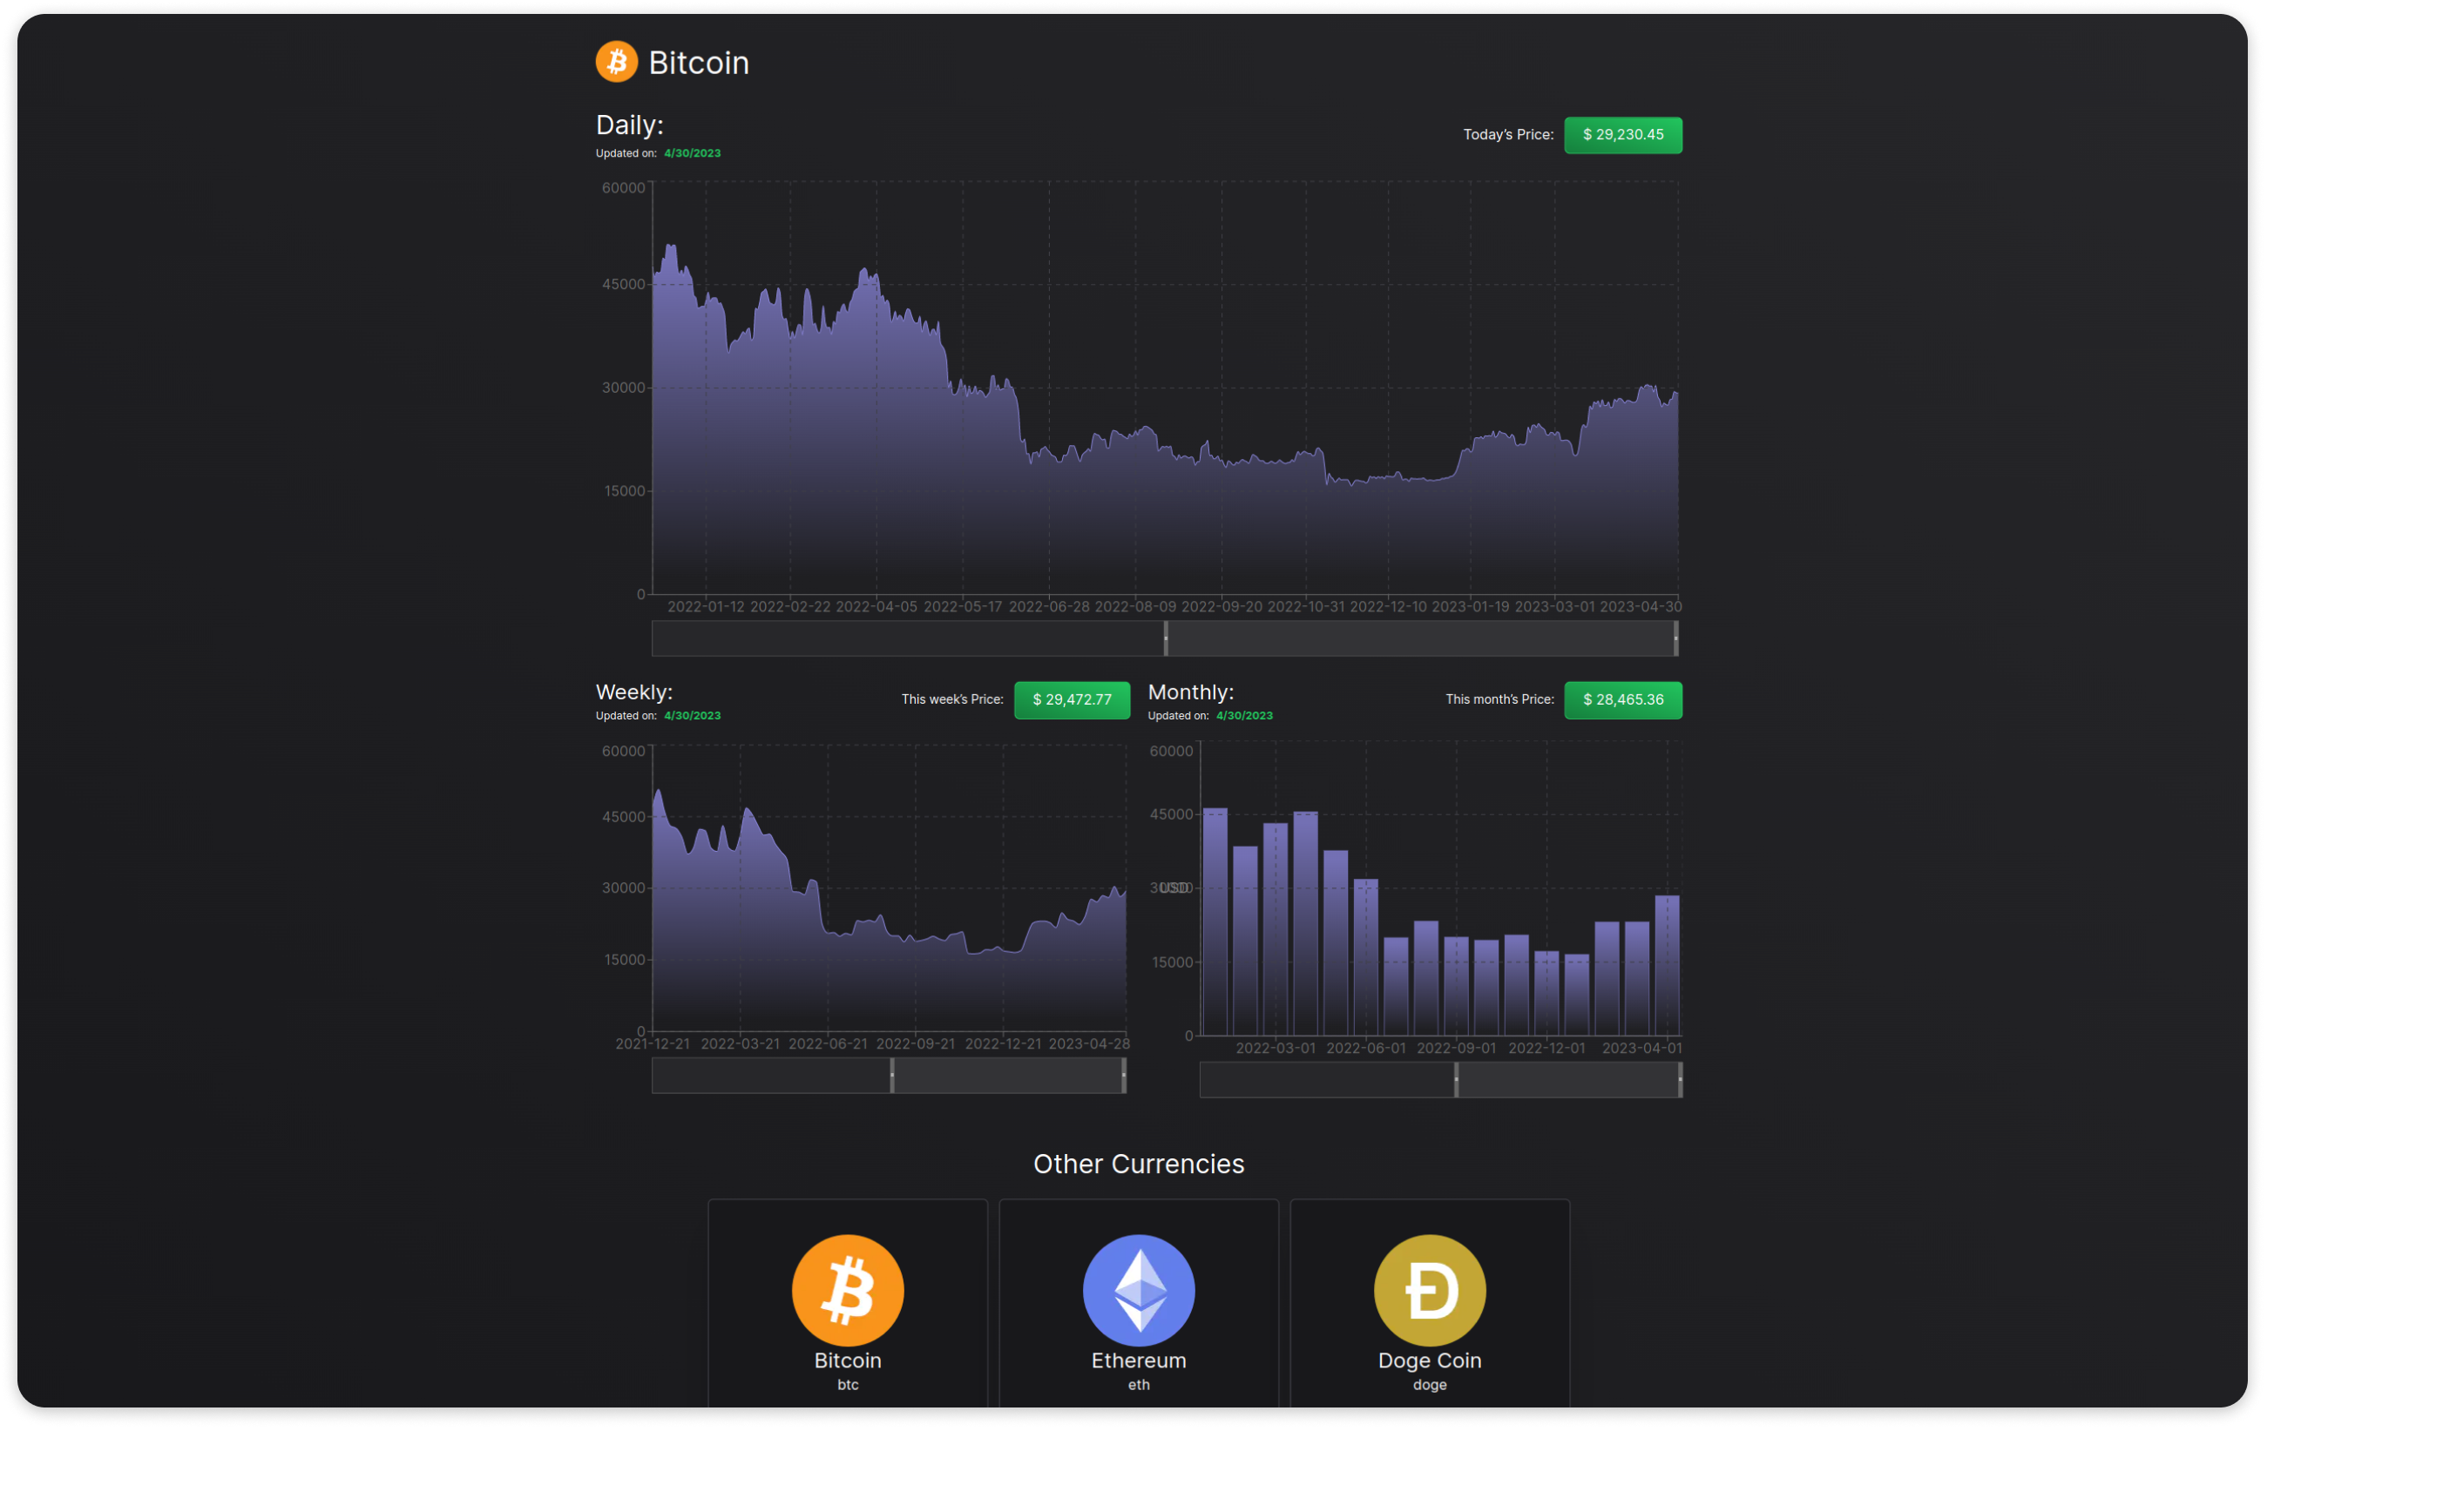 Bitcoin
Daily:
Updated on: 4/30/2023
Today's Price: $ 29,230.45
60000
45000
30000
15000
0
2022-01-12 2022-02-22 2022-04-05 2022-05-17 2022-06-28 2022-08-09 2022-09-20 2022-10-31 2022-12-10 2023-01-19 2023-03-01 2023-04-30
Weekly:
Updated on: 4/30/2023
This week's Price: $ 29,472.77
60000
45000
30000
15000
0
2021-12-21 2022-03-21 2022-06-21 2022-09-21 2022-12-21 2023-04-28
Monthly:
Updated on: 4/30/2023
This month's Price: $ 28,465.36
60000
45000
30000
USD
15000
0
2022-03-01 2022-06-01 2022-09-01 2022-12-01 2023-04-01
Other Currencies
Bitcoin
btc
Ethereum
eth
Doge Coin
doge